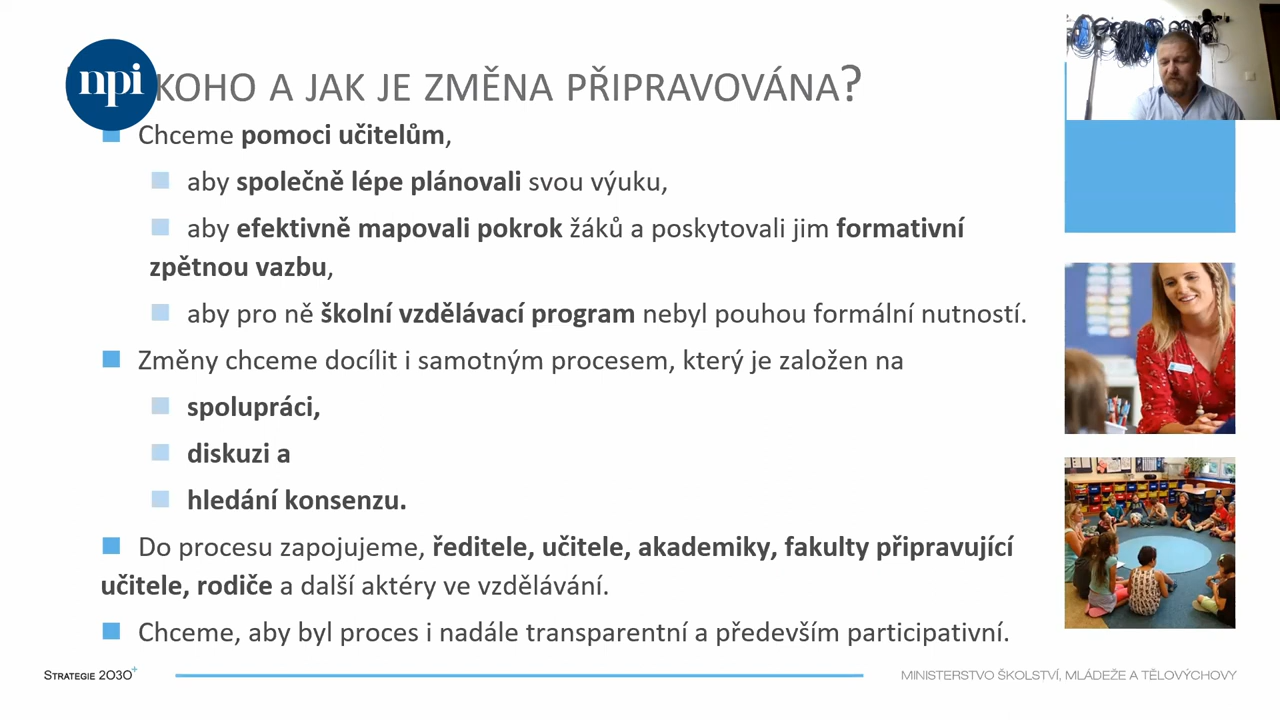 npi
KOHO A JAK JE ZMĚNA PŘIPRAVOVÁNA?
Chceme pomoci učitelům,
aby společně lépe plánovali svou výuku,
aby efektivně mapovali pokrok žáků a poskytovali jim formativní
zpětnou vazbu,
aby pro ně školní vzdělávací program nebyl pouhou formální nutností.
Změny chceme docílit i samotným procesem, který je založen na
spolupráci,
diskuzi a
hledání konsenzu.
Do procesu zapojujeme, ředitele, učitele, akademiky, fakulty připravující
učitele, rodiče a další aktéry ve vzdělávání.
Chceme, aby byl proces i nadále transparentní a především participativní.
STRATEGIE 2030+
MINISTERSTVO ŠKOLSTVÍ, MLÁDEŽE A TĚLOVÝCHOVY